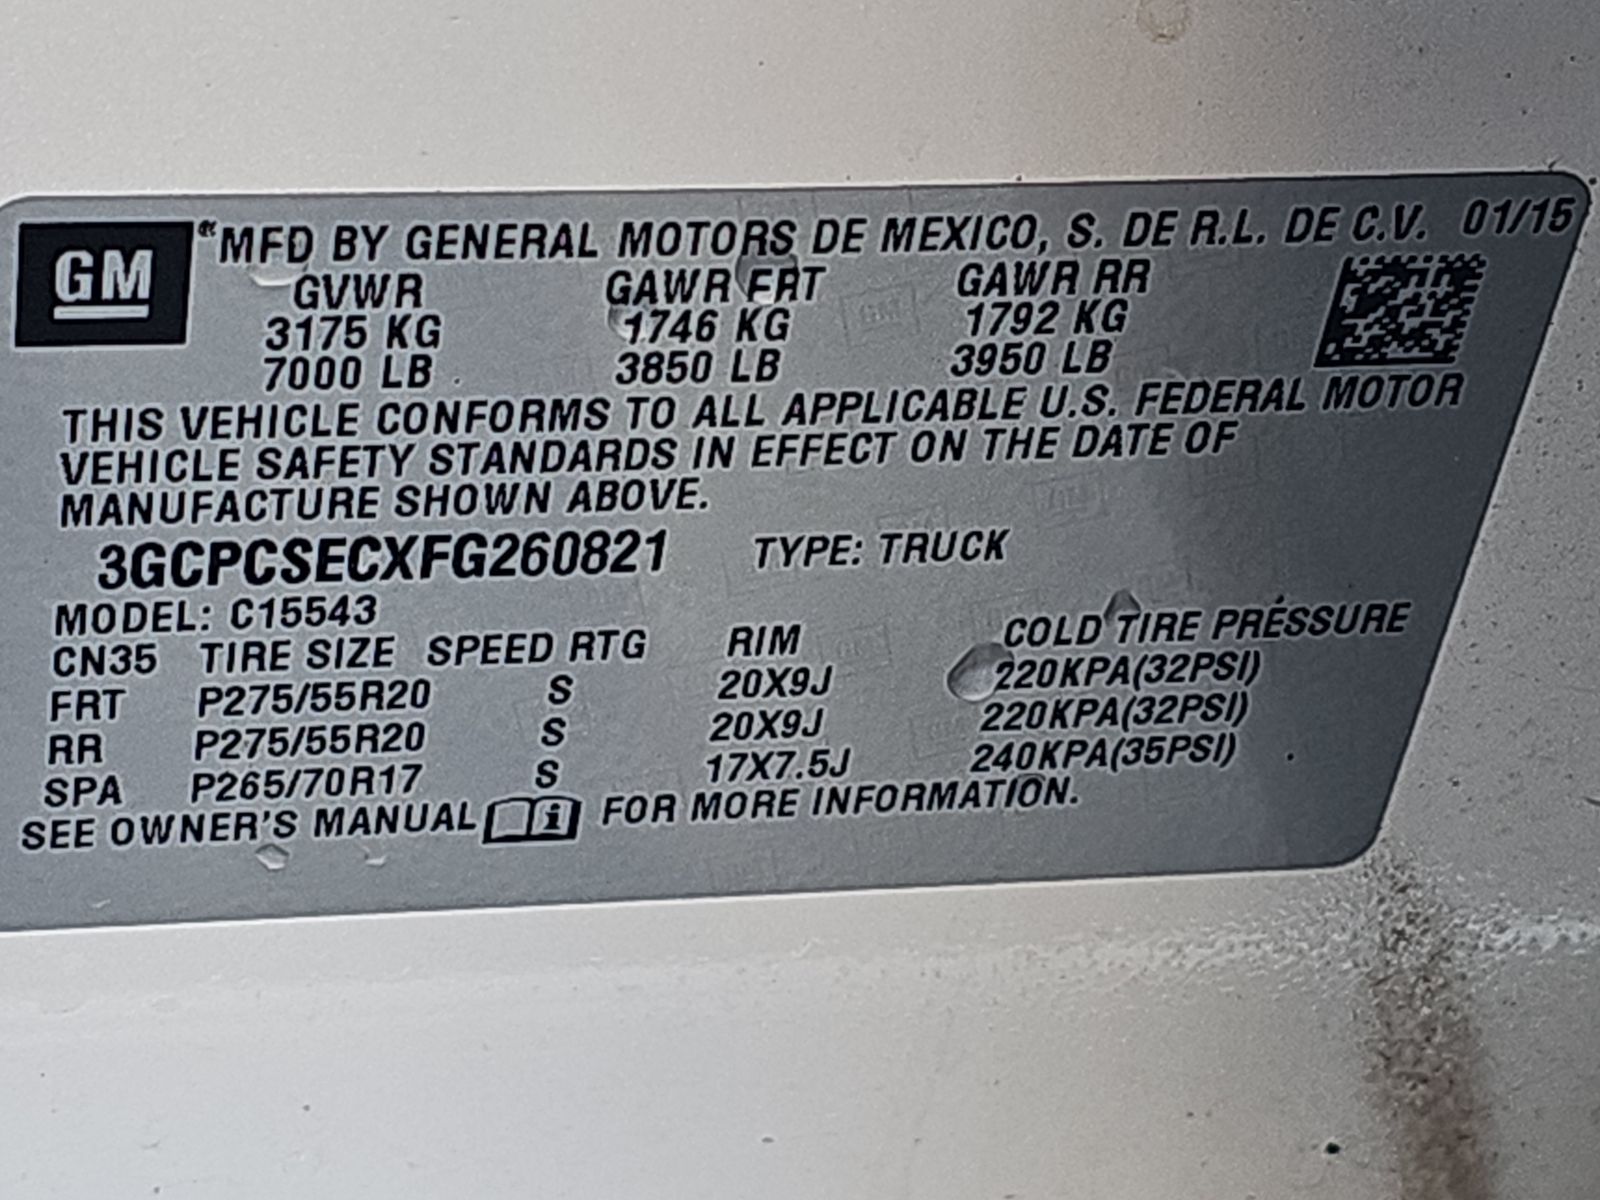 GM
MFD BY GENERAL MOTORS DE MEXICO, S. DE R.L. DE C.V. 01/15
GVWR GAWR FRT GAWR RR
3175 KG 1746 KG 1792 KG
7000 LB 3850 LB 3950 LB
THIS VEHICLE CONFORMS TO ALL APPLICABLE U.S. FEDERAL MOTOR
VEHICLE SAFETY STANDARDS IN EFFECT ON THE DATE OF
MANUFACTURE SHOWN ABOVE.
3GCPCSECXFG260821 TYPE: TRUCK
MODEL: C15543
CN35 TIRE SIZE SPEED RTG RIM COLD TIRE PRESSURE
FRT P275/55R20 S 20X9J 220KPA(32PSI)
RR P275/55R20 S 20X9J 220KPA(32PSI)
SPA P265/70R17 S 17X7.5J 240KPA(35PSI)
SEE OWNER'S MANUAL i FOR MORE INFORMATION.